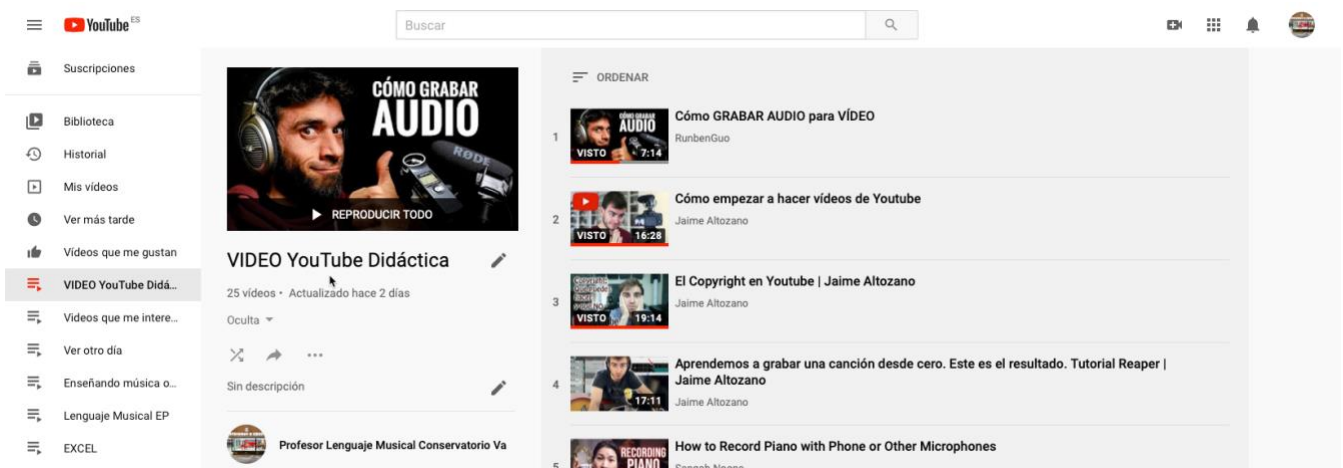 YouTube ES
Buscar
Suscripciones
Biblioteca
Historial
Mis vídeos
Ver más tarde
Vídeos que me gustan
VIDEO YouTube Didá...
Videos que me intere...
Ver otro día
Enseñando música o...
Lenguaje Musical EP
EXCEL
CÓMO GRABAR
AUDIO
RØDE
REPRODUCIR TODO
VIDEO YouTube Didáctica
25 vídeos • Actualizado hace 2 días
Oculta
Sin descripción
Profesor Lenguaje Musical Conservatorio Va
ORDENAR
1
CÓMO GRABAR
AUDIO
VISTO 7:14
Cómo GRABAR AUDIO para VÍDEO
RunbenGuo
2
VISTO 16:28
Cómo empezar a hacer vídeos de Youtube
Jaime Altozano
3
VISTO 19:14
El Copyright en Youtube | Jaime Altozano
Jaime Altozano
4
17:11
Aprendemos a grabar una canción desde cero. Este es el resultado. Tutorial Reaper |
Jaime Altozano
Jaime Altozano
5
RECORDING
PIANO
How to Record Piano with Phone or Other Microphones